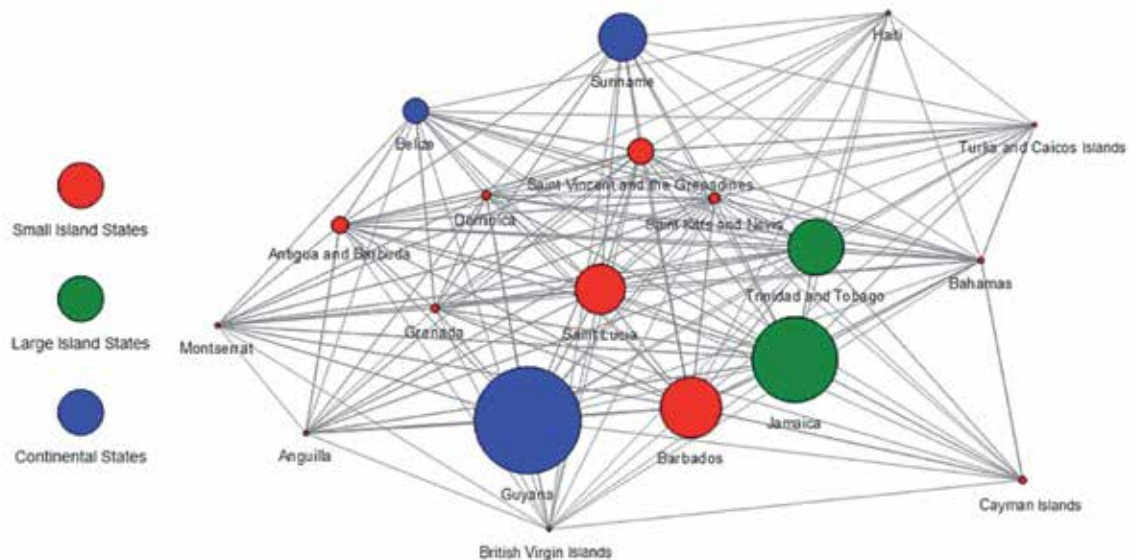 Haiti
Suriname
Belize
Turks and Caicos Islands
Saint Vincent and the Grenadines
Small Island States
Dominica
Saint Kitts and Nevis
Antigua and Barbuda
Bahamas
Trinidad and Tobago
Large Island States
Montserrat
Grenada
Saint Lucia
Jamaica
Continental States
Anguilla
Barbados
Guyana
Cayman Islands
British Virgin Islands